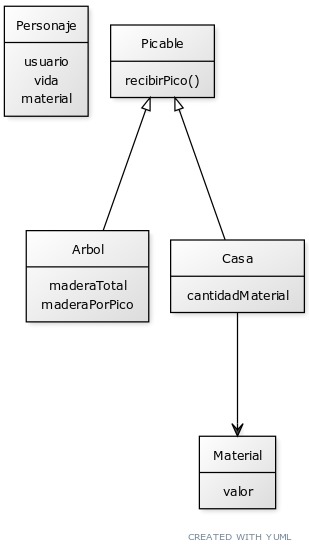 Personaje
usuario
vida
material
Picable
recibirPico()
Arbol
maderaTotal
maderaPorPico
Casa
cantidadMaterial
Material
valor
CREATED WITH YUML